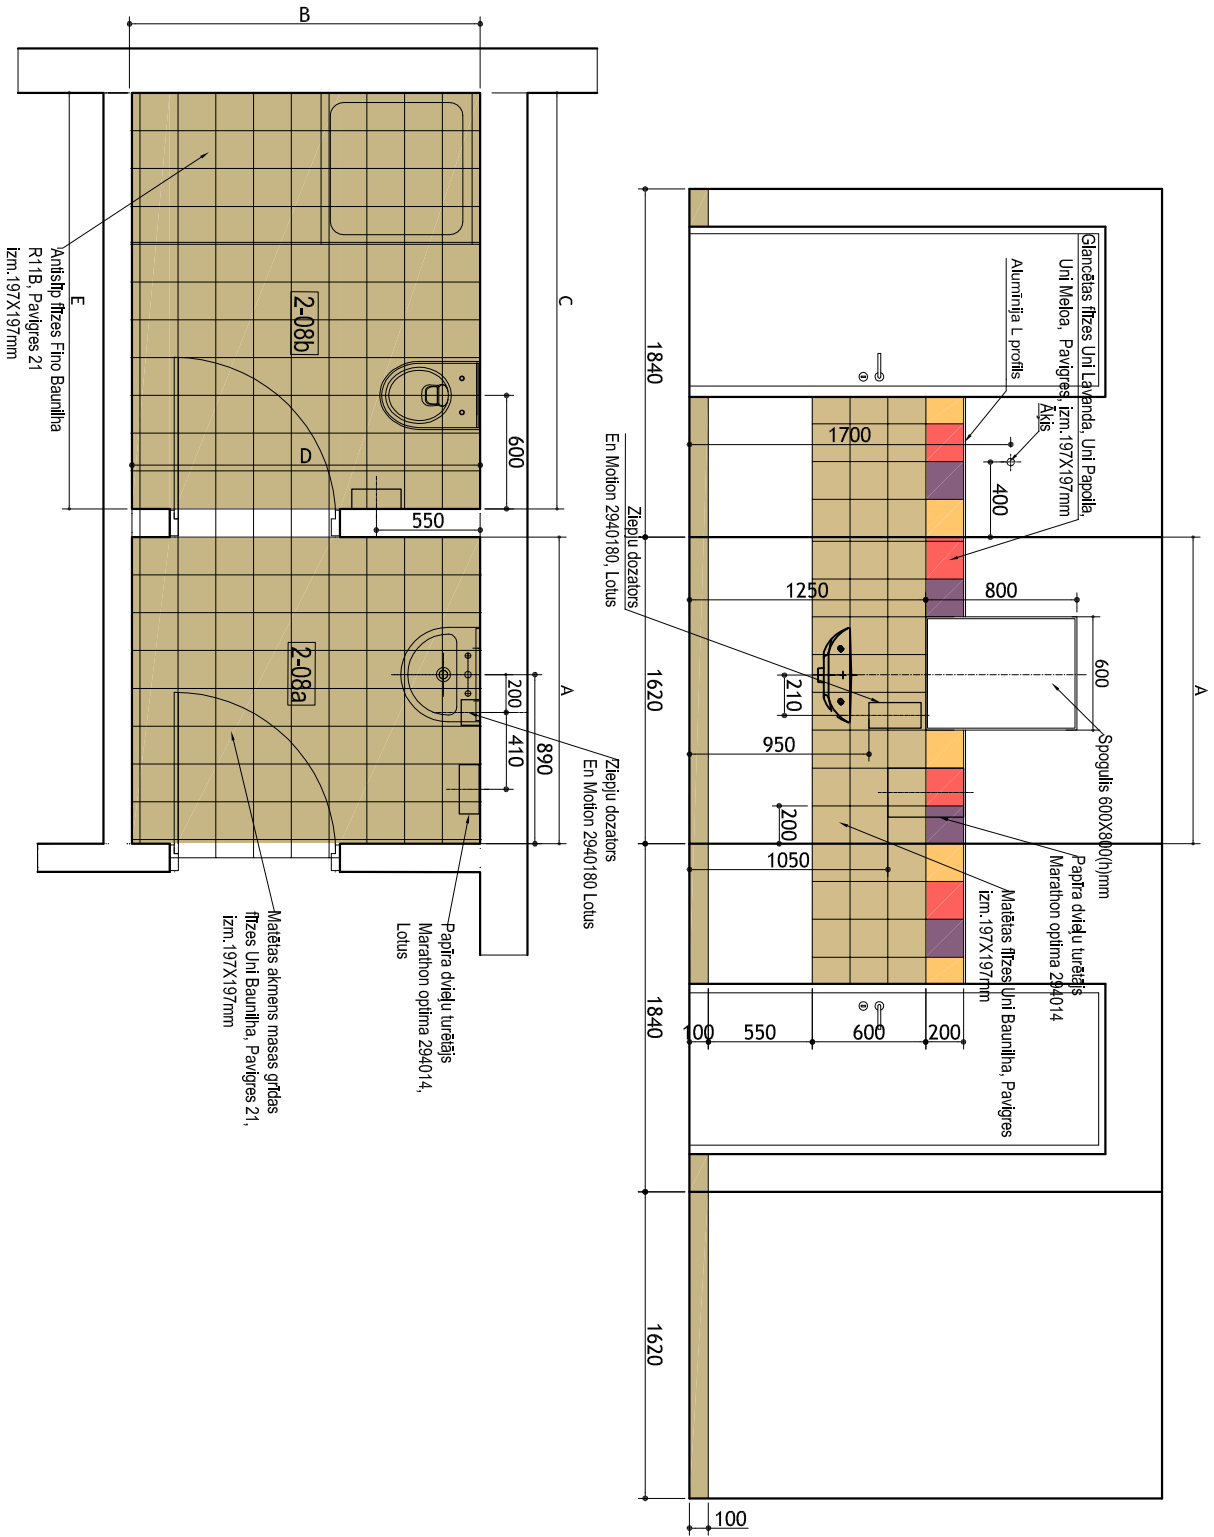 B
C
E
2-08b
600
D
550
Antislīp flīzes Fino Baunilha
R11B, Pavigres 21
izm.197X197mm
A
2-08a
200
410
890
Ziepju dozators
En Motion 2940180 Lotus
Papīra dvieļu turētājs
Marathon optima 294014,
Lotus
Matētas akmens masas grīdas
flīzes Uni Baunilha, Pavigres 21,
izm.197X197mm
Glancētas flīzes Uni Lavanda, Uni Papoila,
Uni Meloa, Pavigres, izm.197X197mm
Alumīnija L profils
Āķis
1840
1700
400
Ziepju dozators
En Motion 2940180, Lotus
1250
800
600
A
1620
210
950
Spogulis 600X800(h)mm
200
1050
Papīra dvieļu turētājs
Marathon optima 294014
Matētas flīzes Uni Baunilha, Pavigres
izm.197X197mm
1840
100
550
600
200
1620
100